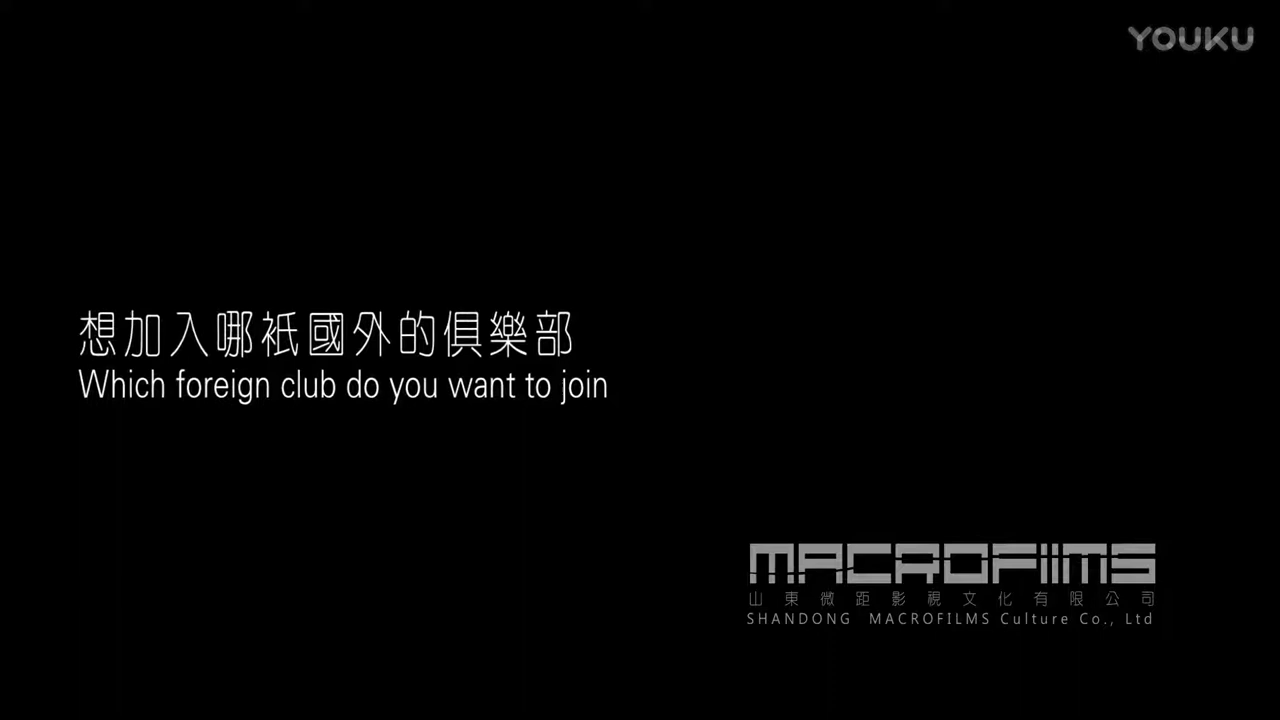 YOUKU
想加入哪衹國外的俱樂部
Which foreign club do you want to join
MACROFilMS
山東微距影視文化有限公司
SHANDONG MACROFILMS Culture Co., Ltd